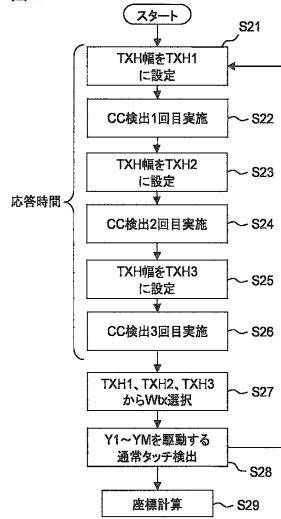 スタート
S21
TXH幅をTXH1
に設定
CC検出1回目実施
S22
TXH幅をTXH2
に設定
S23
応答時間
CC検出2回目実施
S24
TXH幅をTXH3
に設定
S25
CC検出3回目実施
S26
TXH1、TXH2、TXH3
からWtx選択
S27
Y1～YMを駆動する
通常タッチ検出
S28
座標計算
S29